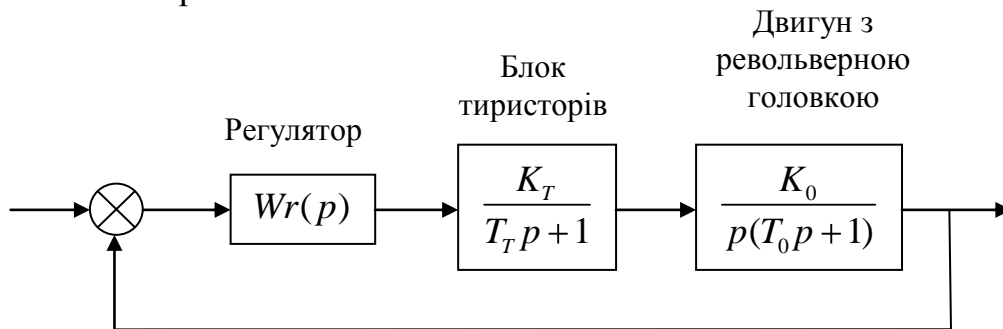 Двигун з
револьверною
головкою
Блок
тиристорів
Регулятор
Wr(p)
K_T
T_T p + 1
K_0
p(T_0 p + 1)